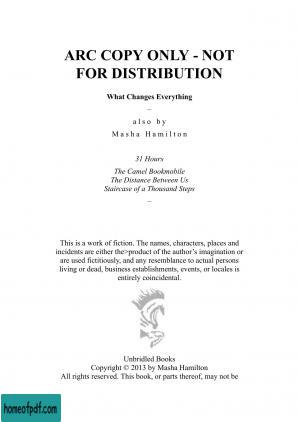 ARC COPY ONLY - NOT
FOR DISTRIBUTION
What Changes Everything
–
also by
Masha Hamilton
31 Hours
The Camel Bookmobile
The Distance Between Us
Staircase of a Thousand Steps
–
This is a work of fiction. The names, characters, places and
incidents are either the>product of the author's imagination or
are used fictitiously, and any resemblance to actual persons
living or dead, business establishments, events, or locales is
entirely coincidental.
Unbridled Books
Copyright © 2013 by Masha Hamilton
All rights reserved. This book, or parts thereof, may not be
homeofpdf.com